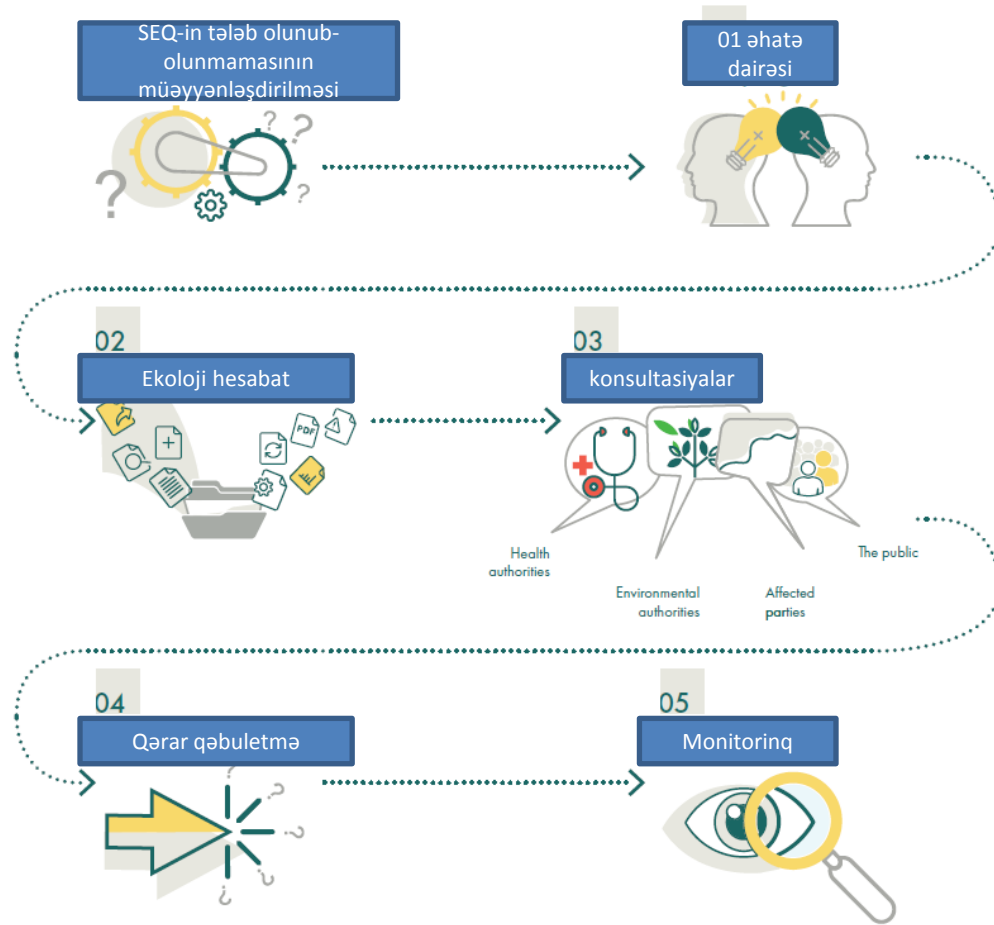 SEQ-in tələb olunub-
olunmamasının
müəyyənləşdirilməsi
01 əhatə
dairəsi
02
Ekoloji hesabat
PDF
03
konsultasiyalar
Health
authorities
Environmental
authorities
Affected
parties
The public
04
Qərar qəbuletmə
05
Monitorinq